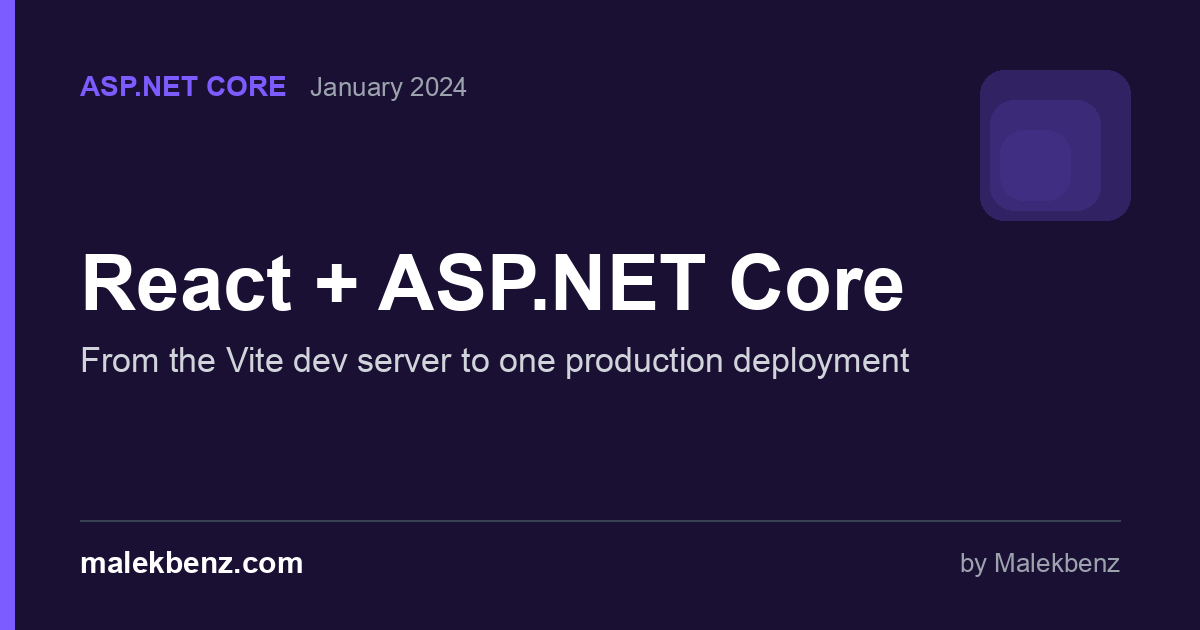 ASP.NET CORE January 2024
React + ASP.NET Core
From the Vite dev server to one production deployment
malekbenz.com by Malekbenz